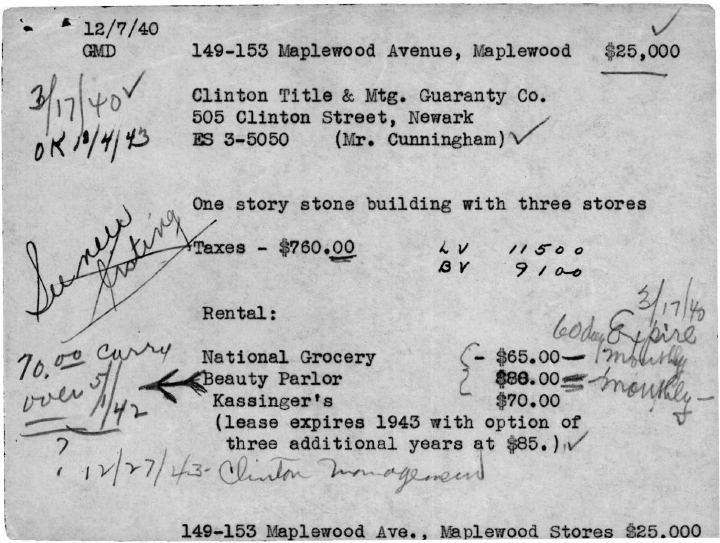 12/7/40
GMD
149-153 Maplewood Avenue, Maplewood $25,000
3/17/40
OK 10/4/43
Clinton Title & Mtg. Guaranty Co.
505 Clinton Street, Newark
ES 3-5050 (Mr. Cunningham)
One story stone building with three stores
See new listing
Taxes - $760.00
LV 11500
BV 9100
Rental:
3/17/40
60 day Expire
National Grocery - $65.00 - monthly
Beauty Parlor $80.00 - monthly -
Kassinger's $70.00
70.00 carry
over 5/1/42
?
(lease expires 1943 with option of
three additional years at $85.)
12/27/43- Clinton Management
149-153 Maplewood Ave., Maplewood Stores $25.000